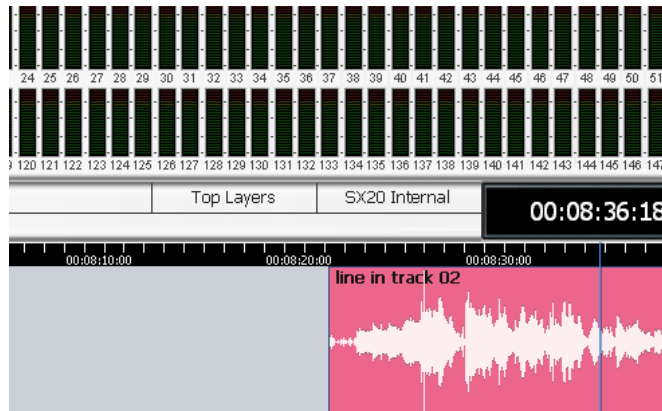 24 25 26 27 28 29 30 31 32 33 34 35 36 37 38 39 40 41 42 43 44 45 46 47 48 49 50 51
120 121 122 123 124 125 126 127 128 129 130 131 132 133 134 135 136 137 138 139 140 141 142 143 144 145 146 147
Top Layers SX20 Internal 00:08:36:18
00:08:10:00 00:08:20:00 00:08:30:00
line in track 02